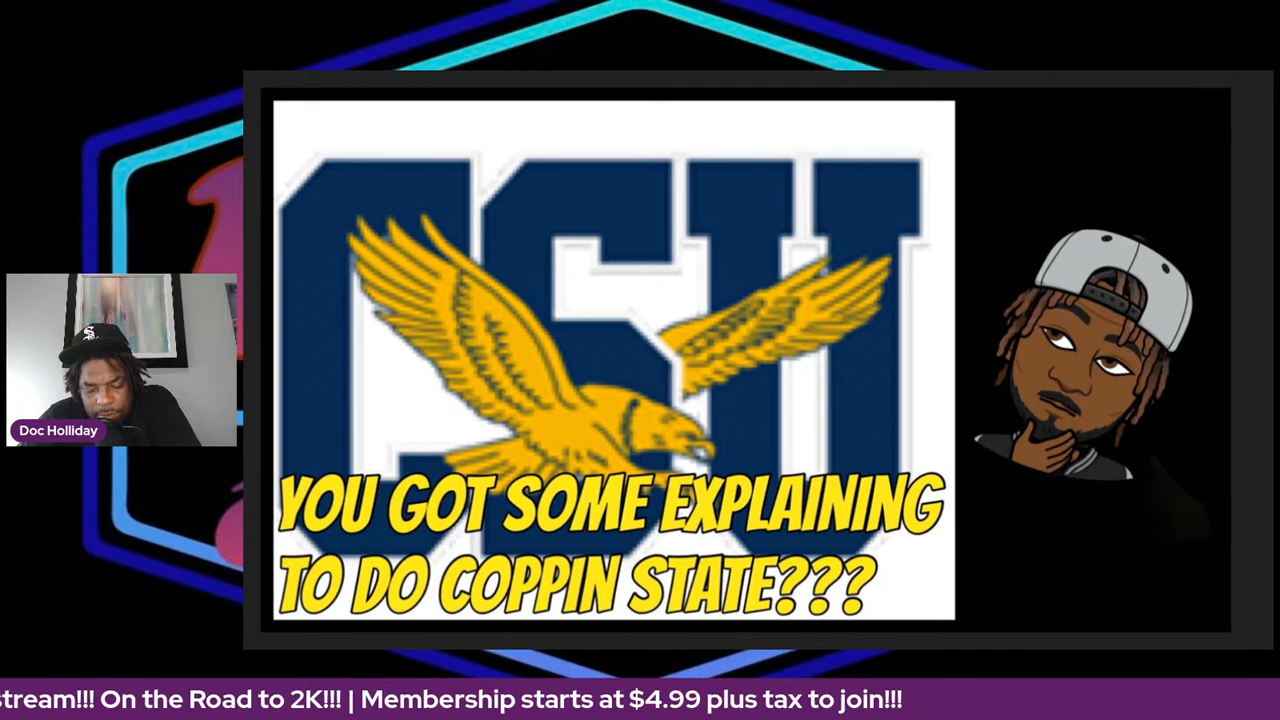 CSU
YOU GOT SOME EXPLAINING
TO DO COPPIN STATE???
Doc Holliday
stream!!! On the Road to 2K!!! | Membership starts at $4.99 plus tax to join!!!